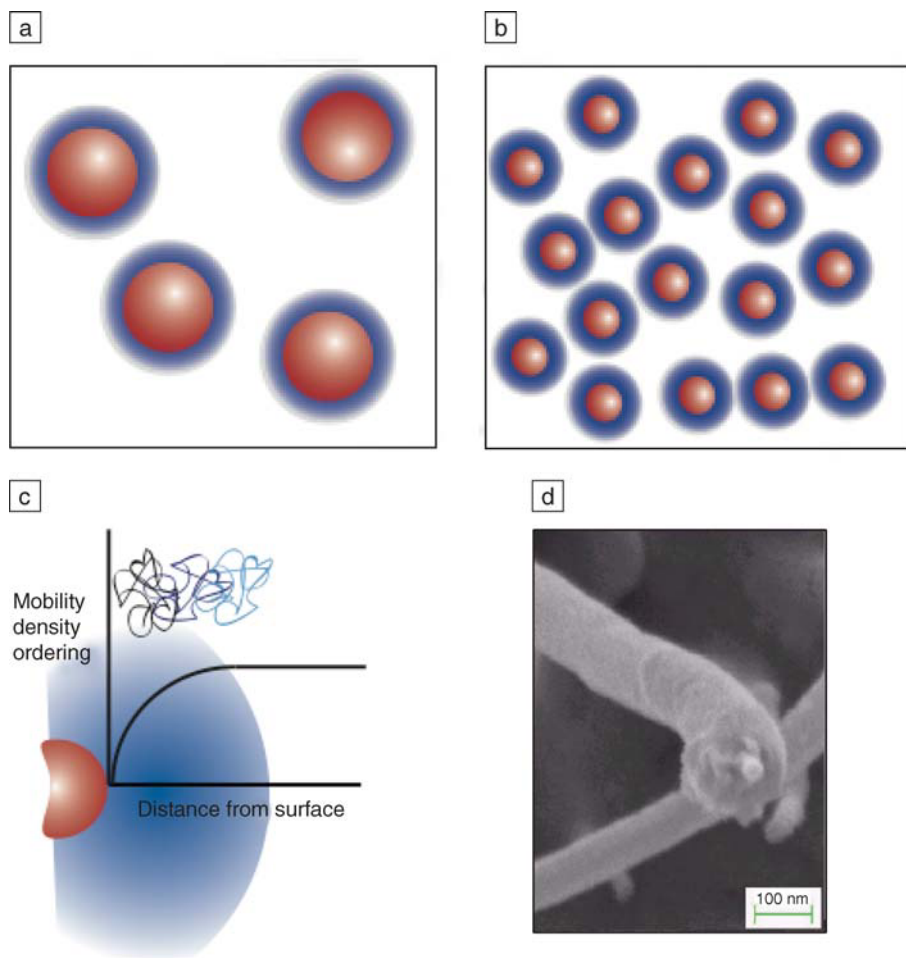 a
b
c
d
Mobility
density
ordering
Distance from surface
100 nm